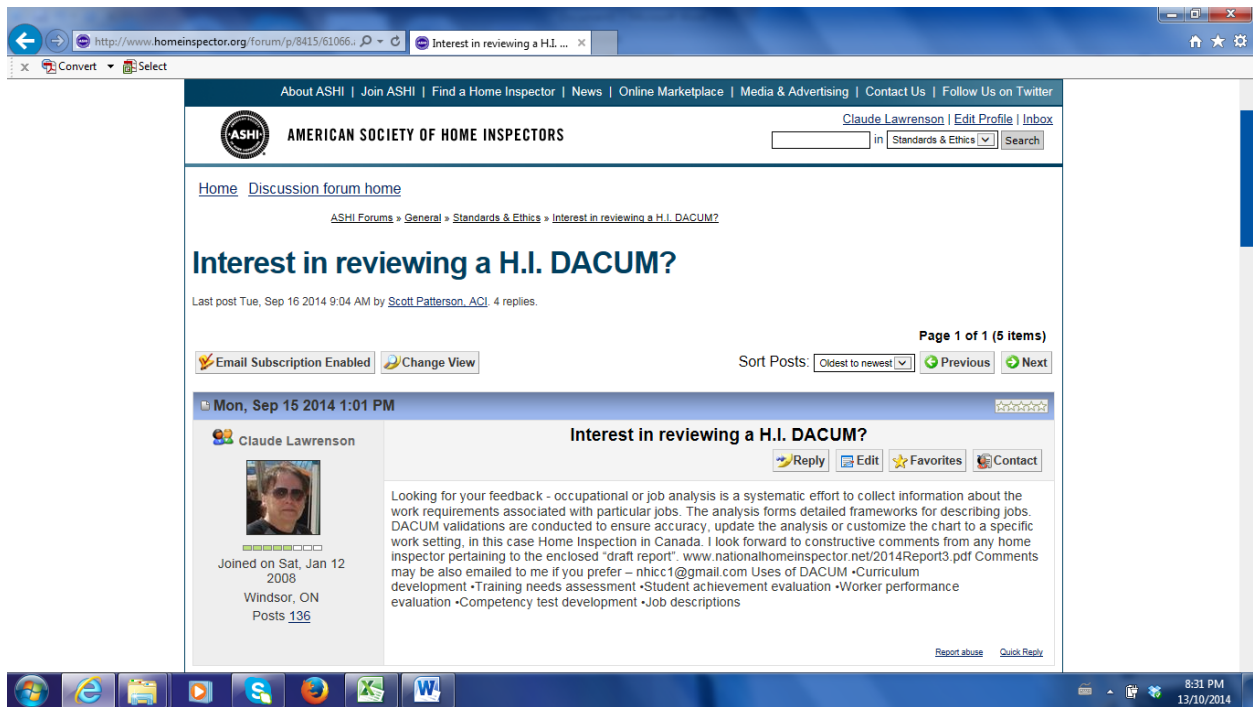 http://www.homeinspector.org/forum/p/8415/61066.
Interest in reviewing a H.I. ...
x Convert Select
About ASHI | Join ASHI | Find a Home Inspector | News | Online Marketplace | Media & Advertising | Contact Us | Follow Us on Twitter
Claude Lawrenson | Edit Profile | Inbox
ASHI AMERICAN SOCIETY OF HOME INSPECTORS
in Standards & Ethics Search
Home Discussion forum home
ASHI Forums » General » Standards & Ethics » Interest in reviewing a H.I. DACUM?
Interest in reviewing a H.I. DACUM?
Last post Tue, Sep 16 2014 9:04 AM by Scott Patterson, ACI. 4 replies.
Page 1 of 1 (5 items)
Email Subscription Enabled Change View Sort Posts: Oldest to newest Previous Next
Mon, Sep 15 2014 1:01 PM
Claude Lawrenson
Joined on Sat, Jan 12
2008
Windsor, ON
Posts 136
Interest in reviewing a H.I. DACUM?
Reply Edit Favorites Contact
Looking for your feedback - occupational or job analysis is a systematic effort to collect information about the
work requirements associated with particular jobs. The analysis forms detailed frameworks for describing jobs.
DACUM validations are conducted to ensure accuracy, update the analysis or customize the chart to a specific
work setting, in this case Home Inspection in Canada. I look forward to constructive comments from any home
inspector pertaining to the enclosed “draft report”. www.nationalhomeinspector.net/2014Report3.pdf Comments
may be also emailed to me if you prefer – nhicc1@gmail.com Uses of DACUM •Curriculum
development •Training needs assessment •Student achievement evaluation •Worker performance
evaluation •Competency test development •Job descriptions
Report abuse Quick Reply
8:31 PM
13/10/2014